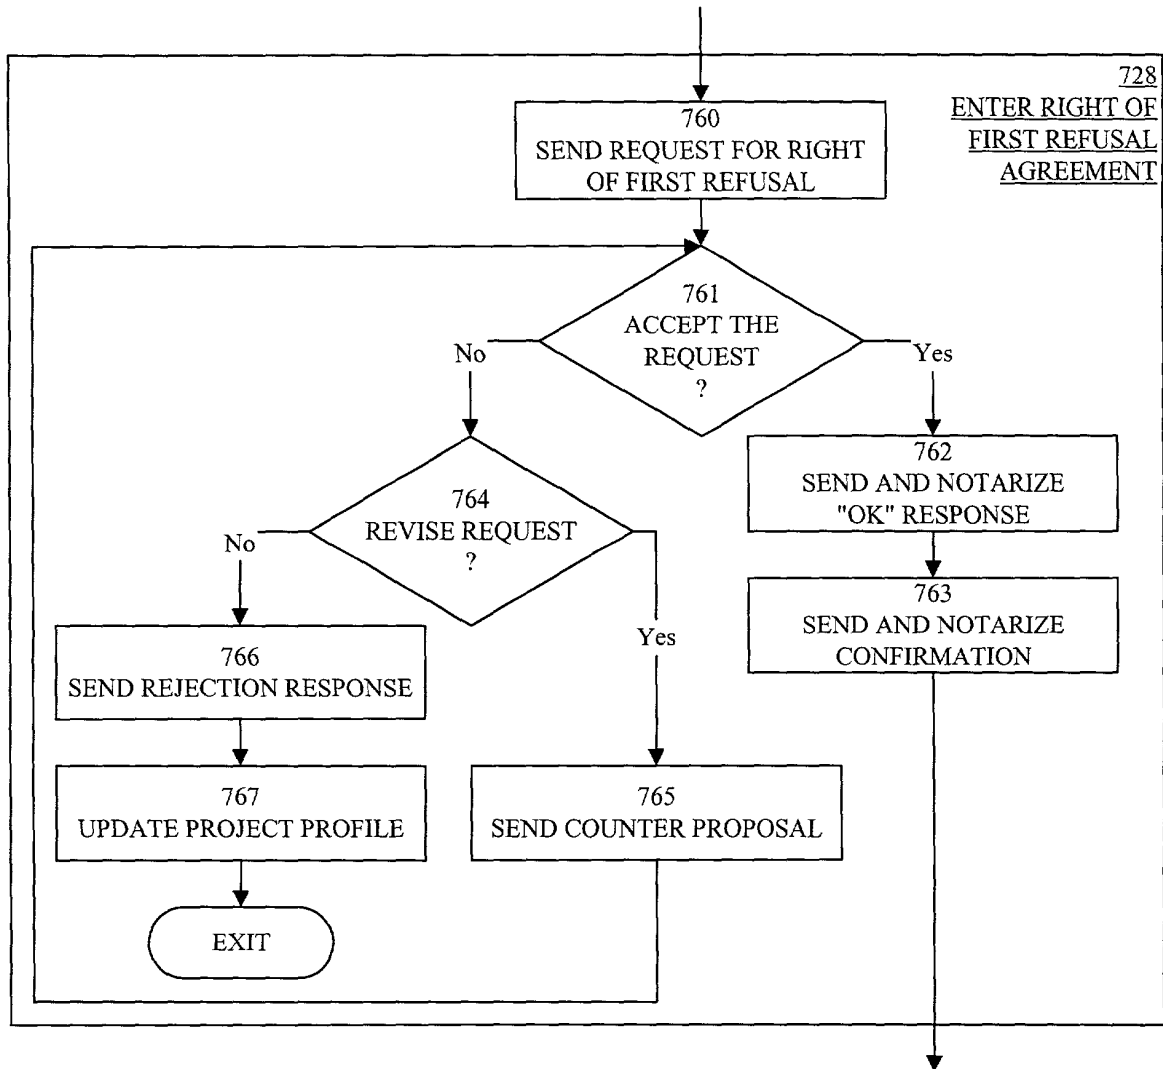 728
ENTER RIGHT OF
FIRST REFUSAL
AGREEMENT
760
SEND REQUEST FOR RIGHT
OF FIRST REFUSAL
761
ACCEPT THE
REQUEST
?
No
Yes
762
SEND AND NOTARIZE
"OK" RESPONSE
764
REVISE REQUEST
?
No
Yes
763
SEND AND NOTARIZE
CONFIRMATION
766
SEND REJECTION RESPONSE
767
UPDATE PROJECT PROFILE
765
SEND COUNTER PROPOSAL
EXIT